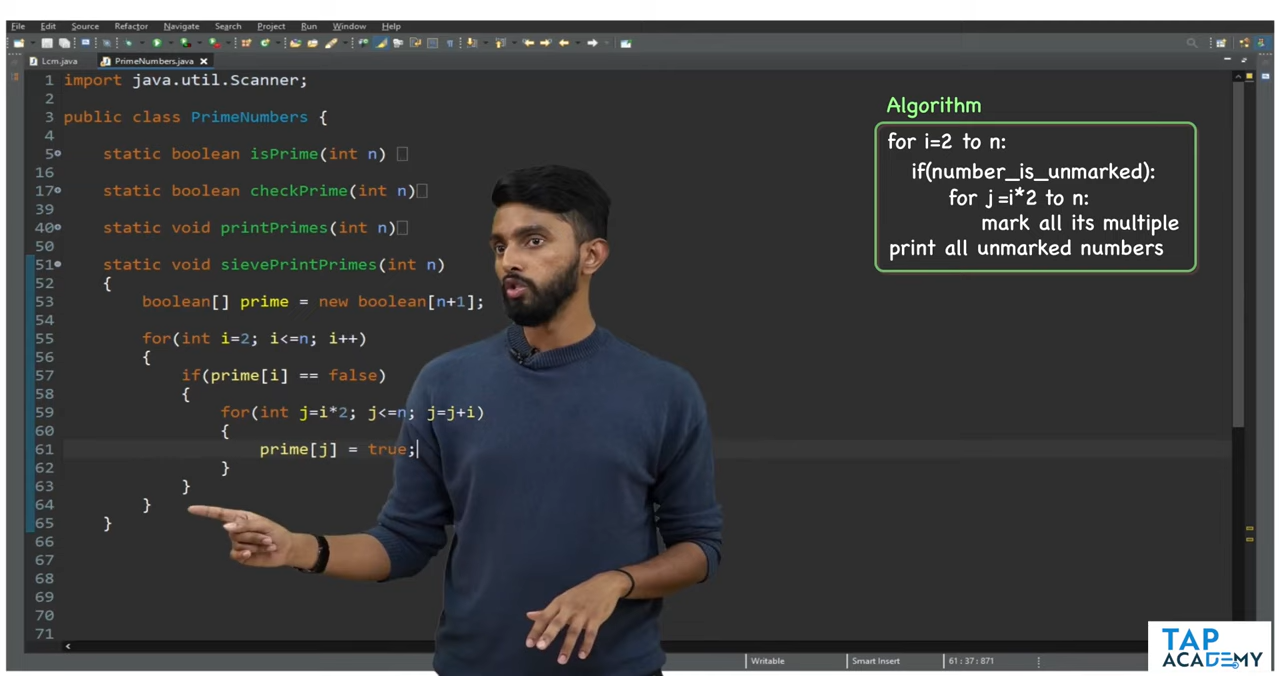 File Edit Source Refactor Navigate Search Project Run Window Help
Lcm.java PrimeNumbers.java
1 import java.util.Scanner;
2
3 public class PrimeNumbers {
4
5 static boolean isPrime(int n)
16
17 static boolean checkPrime(int n)
39
40 static void printPrimes(int n)
50
51 static void sievePrintPrimes(int n)
52 {
53 boolean[] prime = new boolean[n+1];
54
55 for(int i=2; i<=n; i++)
56 {
57 if(prime[i] == false)
58 {
59 for(int j=i*2; j<=n; j=j+i)
60 {
61 prime[j] = true;
62 }
63 }
64 }
65 }
66
67
68
69
70
71
Algorithm
for i=2 to n:
if(number_is_unmarked):
for j=i*2 to n:
mark all its multiple
print all unmarked numbers
Writable Smart Insert 61 : 37 : 871
TAP
ACADEMY